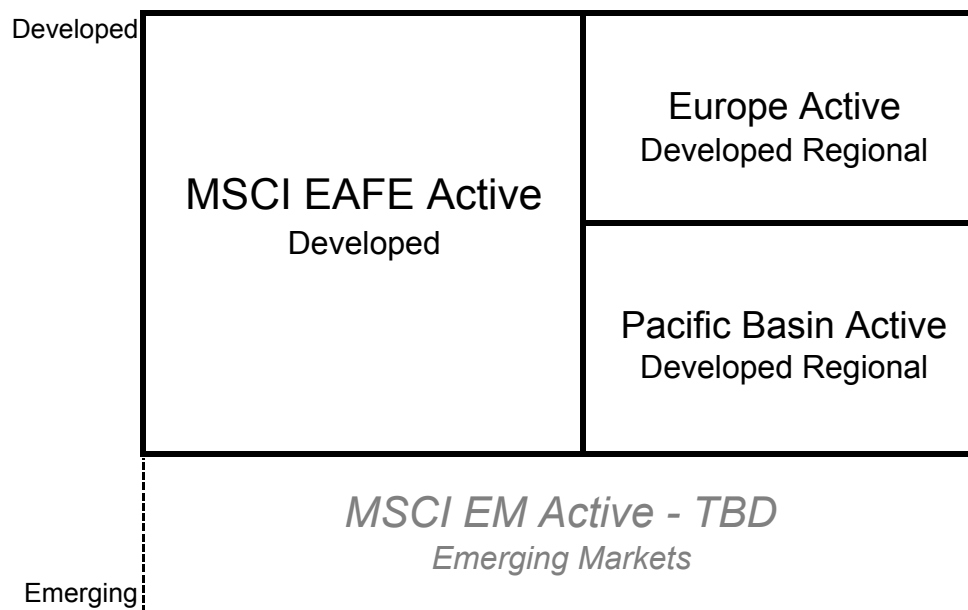 Developed
MSCI EAFE Active
Developed
Europe Active
Developed Regional
Pacific Basin Active
Developed Regional
MSCI EM Active - TBD
Emerging Markets
Emerging